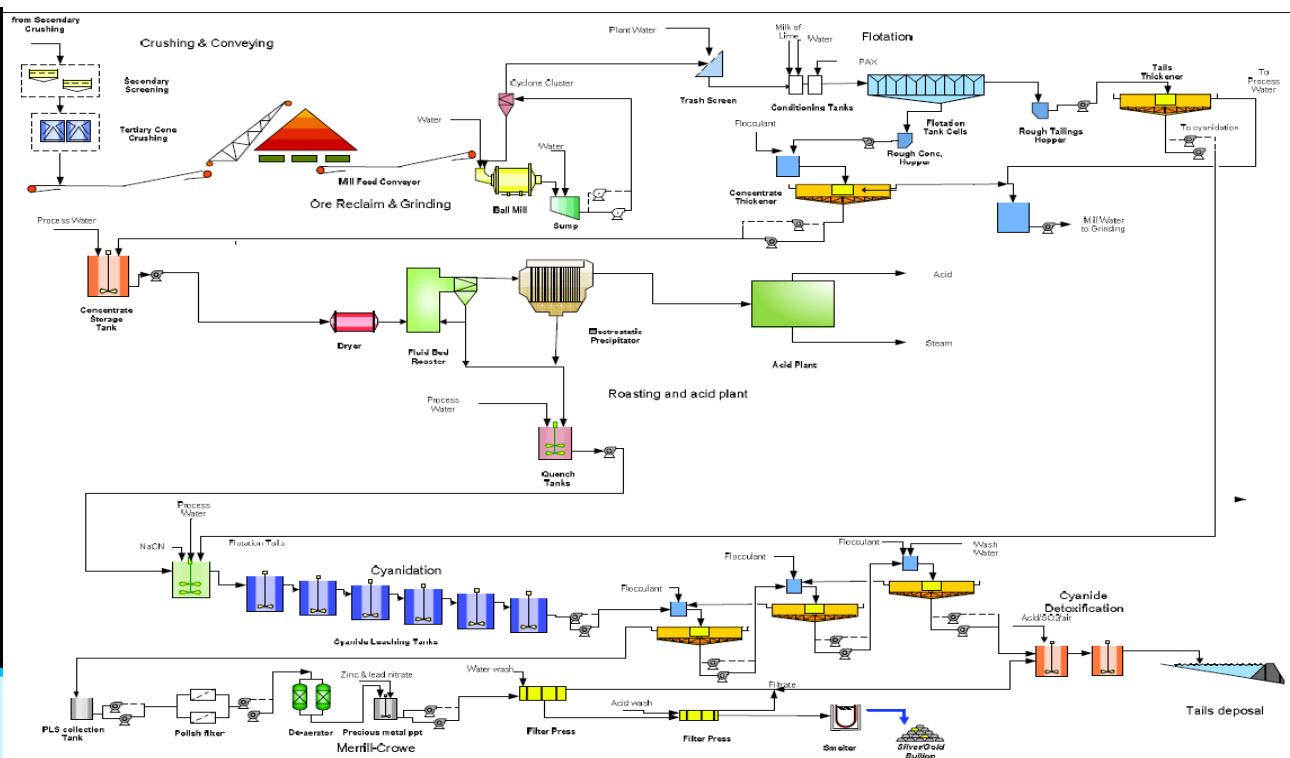 from Secondary
Crushing
Crushing & Conveying
Secondary
Screening
Tertiary Cone
Crushing
Mill Feed Conveyor
Ore Reclaim & Grinding
Water
Cyclone Cluster
Water
Ball Mill
Sump
Plant Water
Trash Screen
Milk of
Lime
Water
Flotation
PAX
Conditioning Tanks
Flotation
Tank Cells
Rough Tailings
Hopper
Tails
Thickener
To
Process
Water
To cyanidation
Flocculant
Rough Conc.
Hopper
Concentrate
Thickener
Mill Water
to Grinding
Process Water
Concentrate
Storage
Tank
Dryer
Fluid Bed
Roaster
Electrostatic
Precipitator
Acid
Steam
Acid Plant
Roasting and acid plant
Process
Water
Quench
Tanks
Process
Water
NaCN
Flotation Tails
Cyanidation
Cyanide Leaching Tanks
Flocculant
Flocculant
Flocculant
Wash
Water
Cyanide
Detoxification
Acid/SO2/air
Tails deposal
PLS collection
Tank
Polish filter
De-aerator
Zinc & lead nitrate
Precious metal ppt
Merrill-Crowe
Water wash
Filter Press
Acid wash
Filtrate
Filter Press
Smelter
Silver/Gold
Bullion